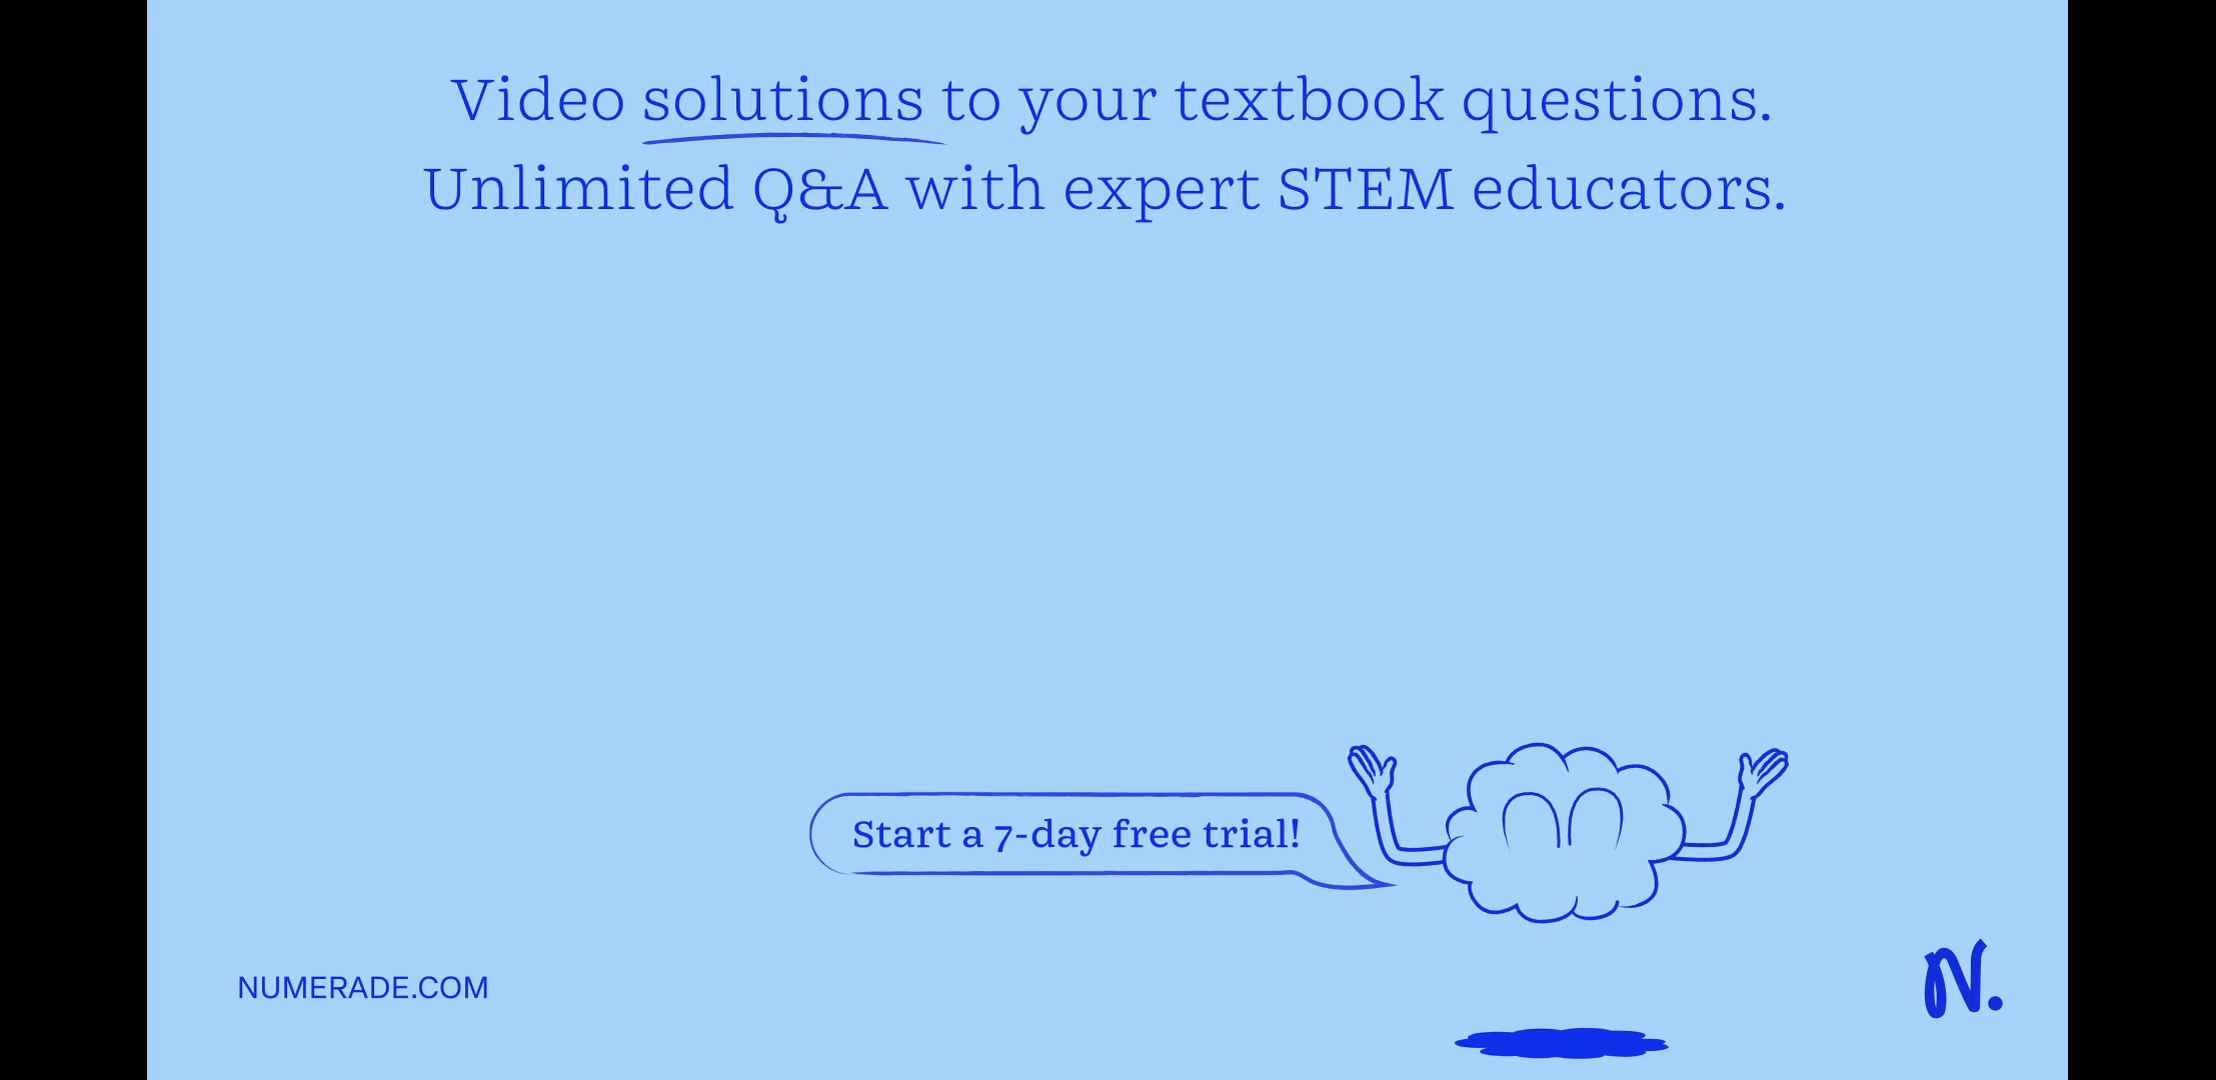 Video solutions to your textbook questions.
Unlimited Q&A with expert STEM educators.
Start a 7-day free trial!
NUMERADE.COM
N.